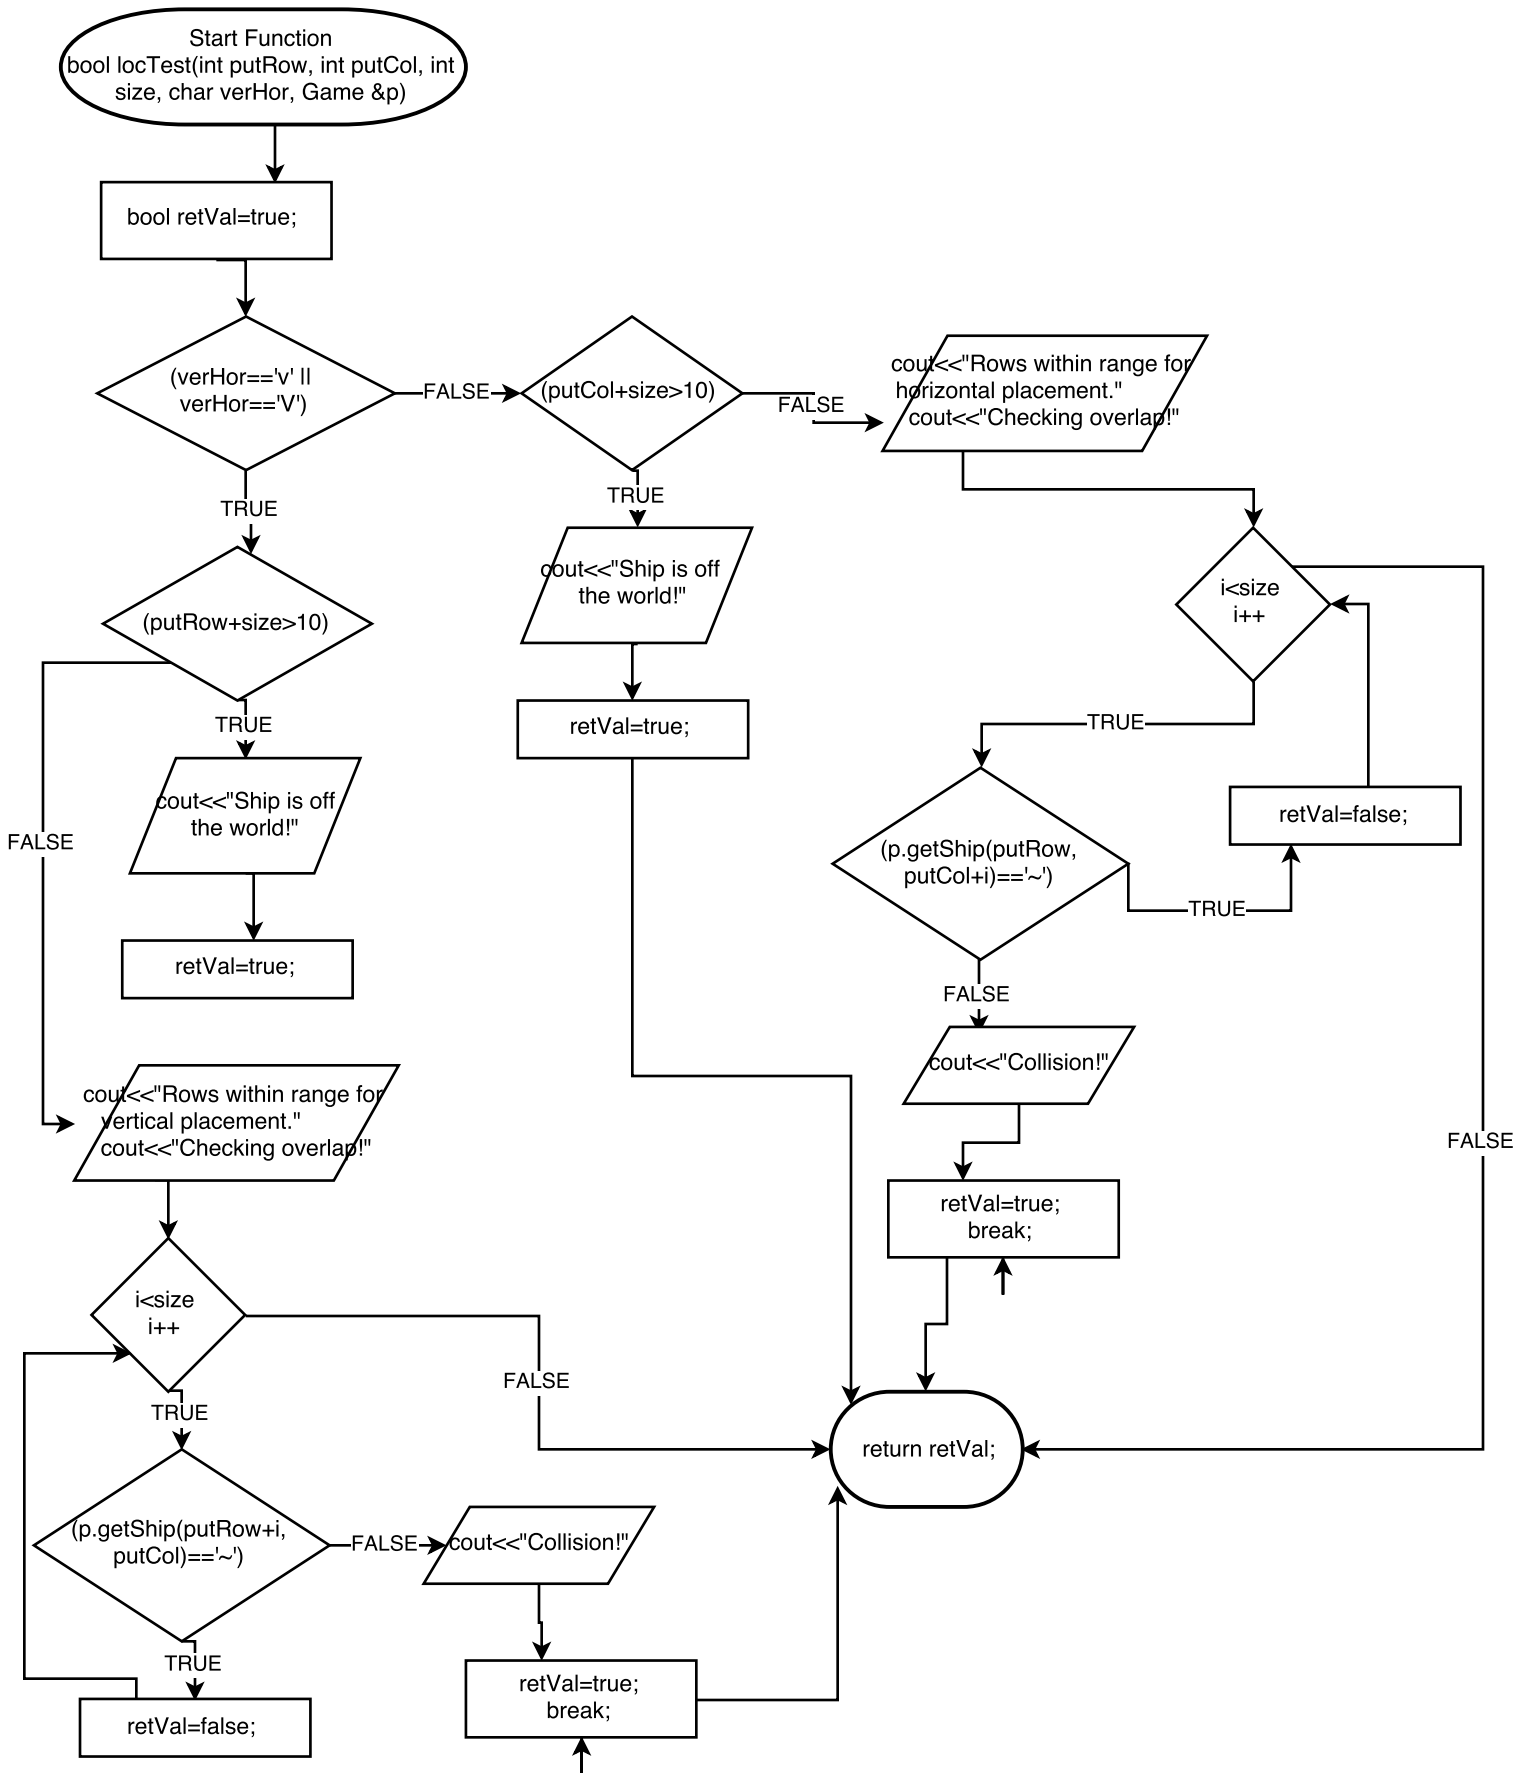 Start Function
bool locTest(int putRow, int putCol, int
size, char verHor, Game &p)
bool retVal=true;
(verHor=='v' ||
verHor=='V')
FALSE
(putCol+size>10)
FALSE
cout<<"Rows within range for
horizontal placement."
cout<<"Checking overlap!"
TRUE
TRUE
cout<<"Ship is off
the world!"
i<size
i++
(putRow+size>10)
retVal=true;
TRUE
TRUE
cout<<"Ship is off
the world!"
FALSE
retVal=false;
(p.getShip(putRow,
putCol+i)=='~')
TRUE
retVal=true;
FALSE
cout<<"Collision!"
cout<<"Rows within range for
vertical placement."
cout<<"Checking overlap!"
FALSE
retVal=true;
break;
i<size
i++
FALSE
TRUE
return retVal;
(p.getShip(putRow+i,
putCol)=='~')
FALSE
cout<<"Collision!"
TRUE
retVal=true;
break;
retVal=false;